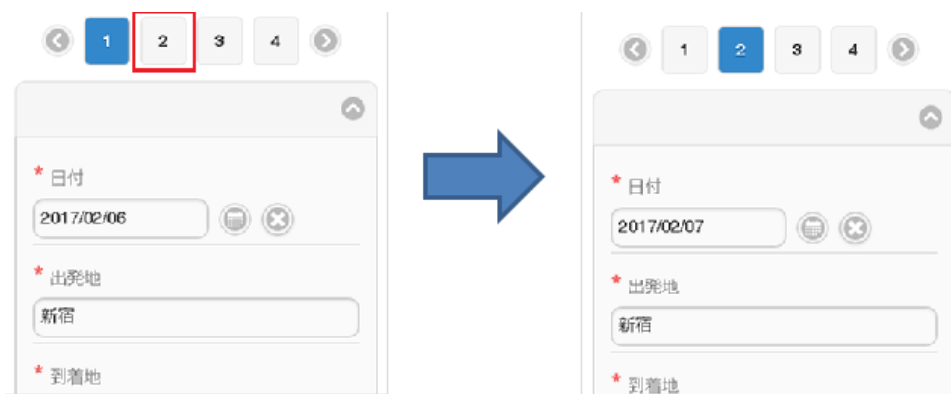 1 2 3 4
* 日付
2017/02/06
* 出発地
新宿
* 到着地
1 2 3 4
* 日付
2017/02/07
* 出発地
新宿
* 到着地